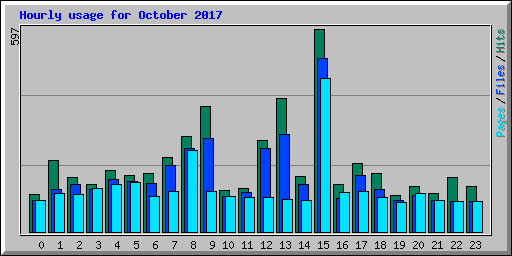 Hourly usage for October 2017
597
Pages / Files / Hits
0 1 2 3 4 5 6 7 8 9 10 11 12 13 14 15 16 17 18 19 20 21 22 23